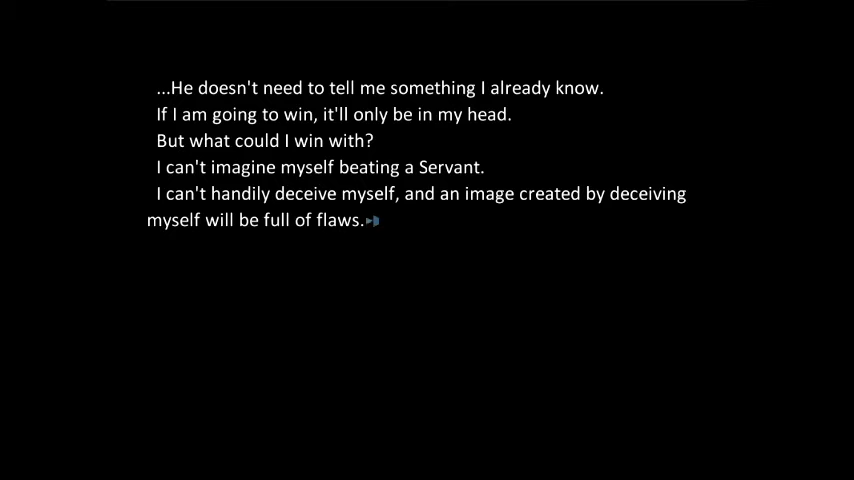 ...He doesn't need to tell me something I already know.
If I am going to win, it'll only be in my head.
But what could I win with?
I can't imagine myself beating a Servant.
I can't handily deceive myself, and an image created by deceiving
myself will be full of flaws.